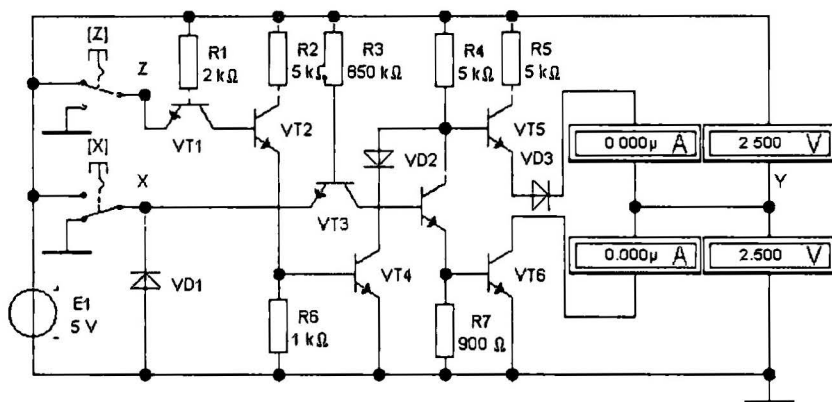 [Z]
Z
R1
2 kΩ
R2
5 kΩ
R3
650 kΩ
R4
5 kΩ
R5
5 kΩ
VT1
VT2
VT5
VD3
0.000µ A
2.500 V
[X]
X
VD2
VT3
Y
VT4
VT6
0.000µ A
2.500 V
VD1
E1
5 V
R6
1 kΩ
R7
900 Ω